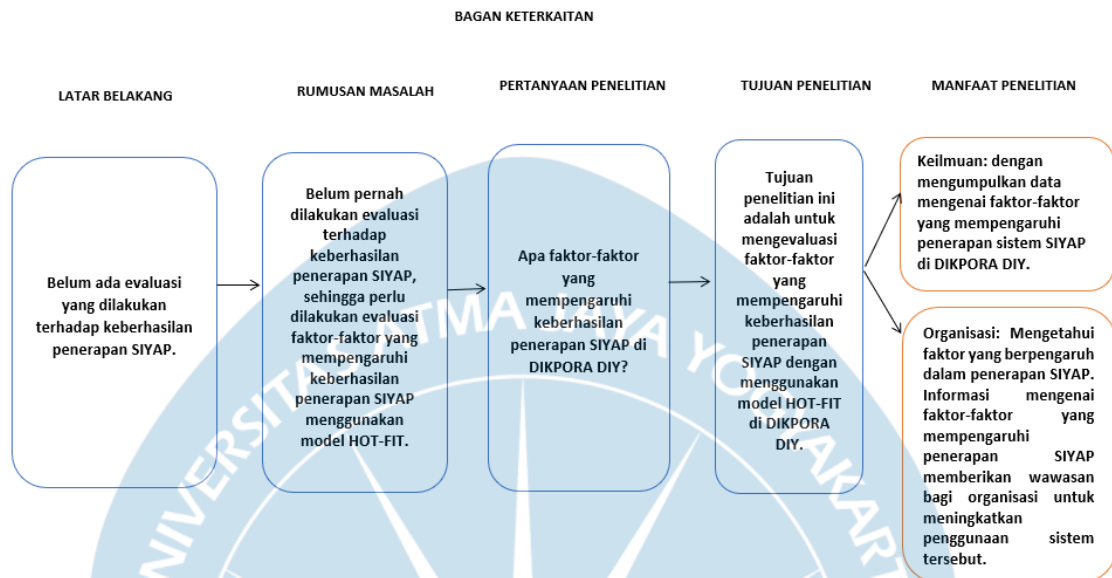 BAGAN KETERKAITAN
LATAR BELAKANG
RUMUSAN MASALAH
PERTANYAAN PENELITIAN
TUJUAN PENELITIAN
MANFAAT PENELITIAN
Belum ada evaluasi
yang dilakukan
terhadap keberhasilan
penerapan SIYAP.
Belum pernah
dilakukan evaluasi
terhadap
keberhasilan
penerapan SIYAP,
sehingga perlu
dilakukan evaluasi
faktor-faktor yang
mempengaruhi
keberhasilan
penerapan SIYAP
menggunakan
model HOT-FIT.
Apa faktor-faktor
yang
mempengaruhi
keberhasilan
penerapan SIYAP di
DIKPORA DIY?
Tujuan
penelitian ini
adalah untuk
mengevaluasi
faktor-faktor
yang
mempengaruhi
keberhasilan
penerapan
SIYAP dengan
menggunakan
model HOT-FIT
di DIKPORA
DIY.
Keilmuan: dengan
mengumpulkan data
mengenai faktor-faktor
yang mempengaruhi
penerapan sistem SIYAP
di DIKPORA DIY.
Organisasi: Mengetahui
faktor yang berpengaruh
dalam penerapan SIYAP.
Informasi mengenai
faktor-faktor yang
mempengaruhi
penerapan SIYAP
memberikan wawasan
bagi organisasi untuk
meningkatkan
penggunaan sistem
tersebut.
UNIVERSITAS ATMA JAYA YOGYAKARTA